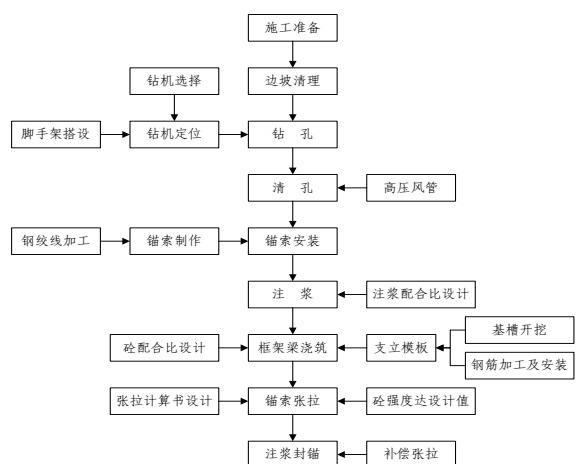 施工准备
钻机选择
边坡清理
脚手架搭设
钻机定位
钻 孔
清 孔
高压风管
钢绞线加工
锚索制作
锚索安装
注 浆
注浆配合比设计
砼配合比设计
框架梁浇筑
支立模板
基槽开挖
钢筋加工及安装
张拉计算书设计
锚索张拉
砼强度达设计值
注浆封锚
补偿张拉